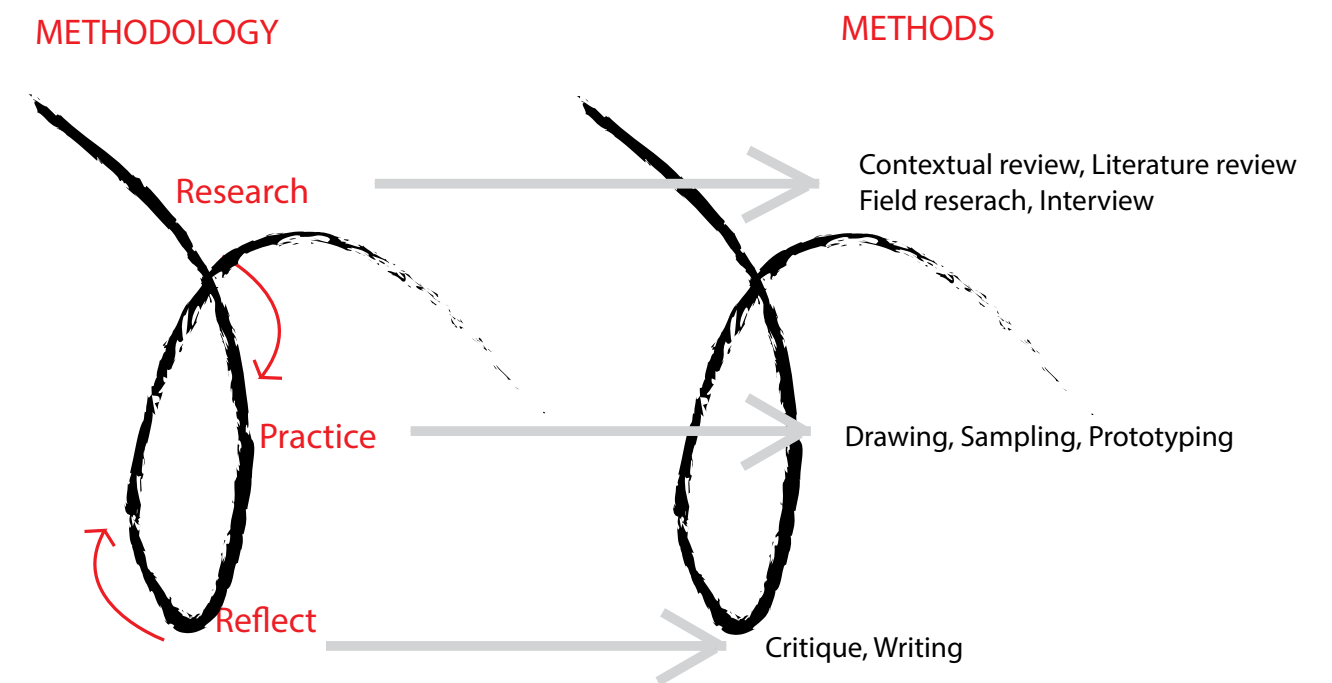 METHODOLOGY
METHODS
Research
Contextual review, Literature review
Field reserach, Interview
Practice
Drawing, Sampling, Prototyping
Reflect
Critique, Writing